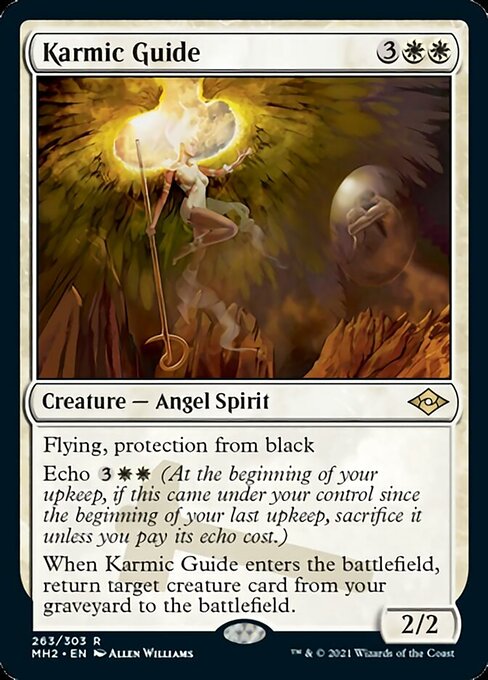 Karmic Guide 3
Creature — Angel Spirit
Flying, protection from black
Echo 3 (At the beginning of your
upkeep, if this came under your control since
the beginning of your last upkeep, sacrifice it
unless you pay its echo cost.)
When Karmic Guide enters the battlefield,
return target creature card from your
graveyard to the battlefield.
2/2
263/303 R
MH2 • EN Allen Williams
™ & © 2021 Wizards of the Coast